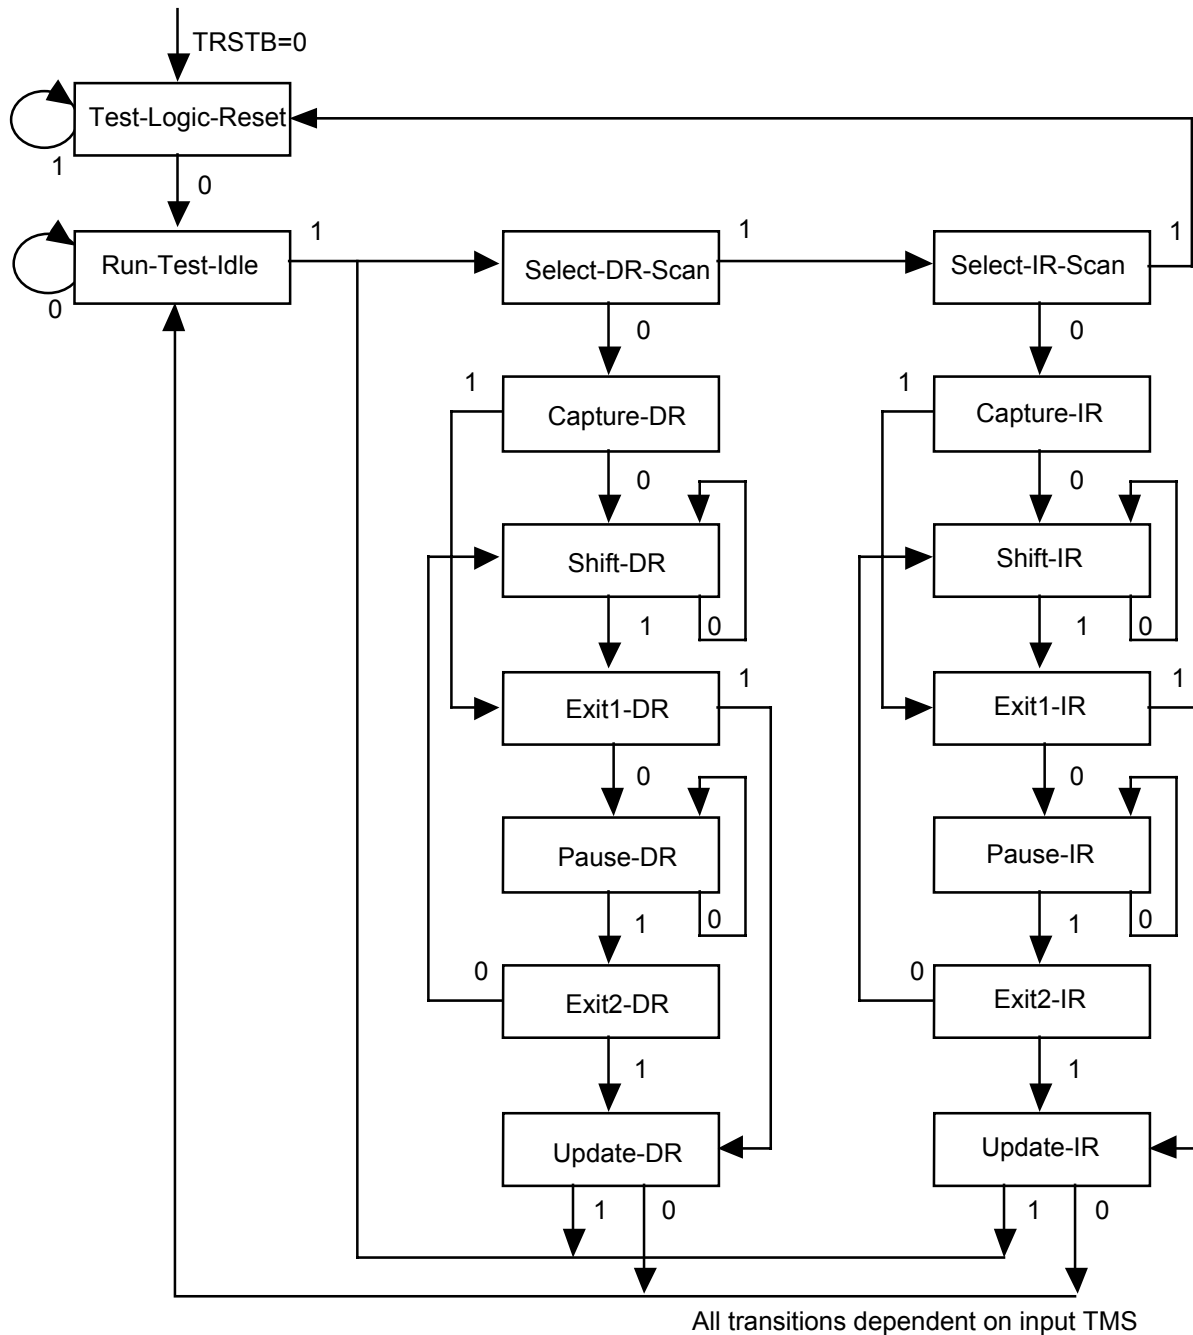 TRSTB=0
Test-Logic-Reset
1
0
Run-Test-Idle
0
1
Select-DR-Scan
1
Select-IR-Scan
1
0
0
1
Capture-DR
1
Capture-IR
0
0
Shift-DR
Shift-IR
1
0
1
0
Exit1-DR
1
Exit1-IR
1
0
0
Pause-DR
Pause-IR
1
0
1
0
0
Exit2-DR
0
Exit2-IR
1
1
Update-DR
Update-IR
1
0
1
0
All transitions dependent on input TMS